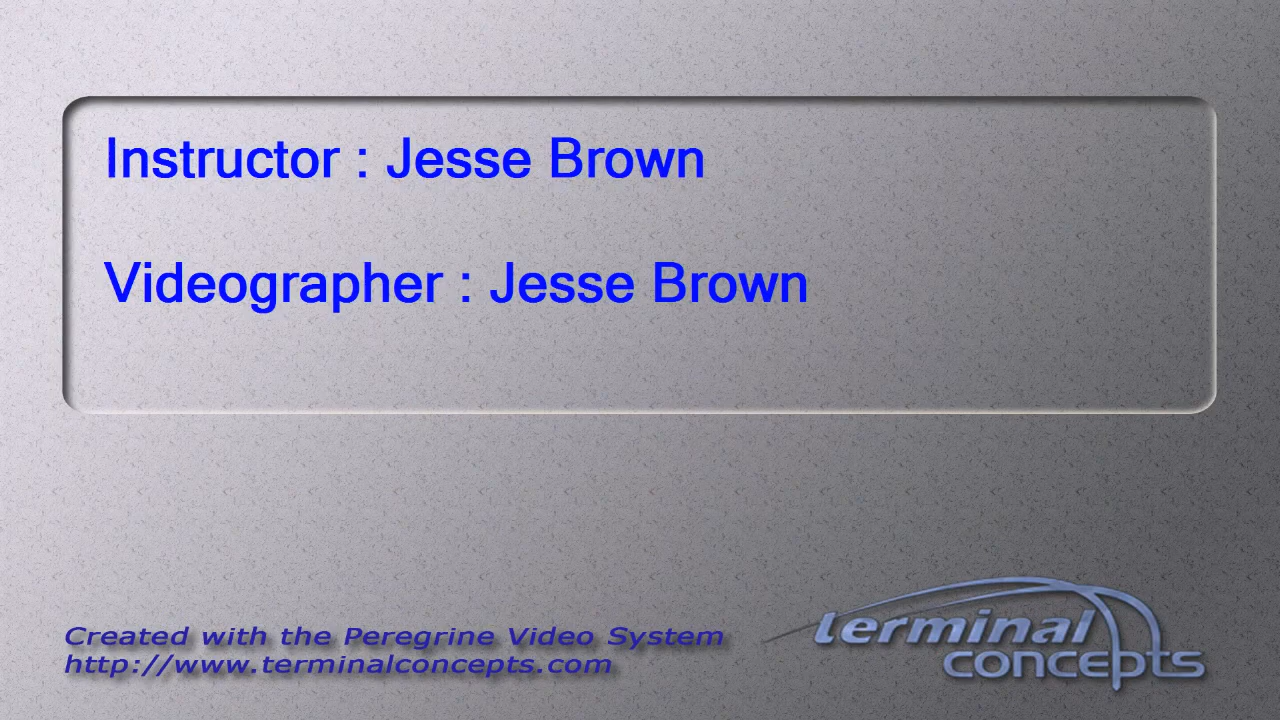 Instructor : Jesse Brown
Videographer : Jesse Brown
Created with the Peregrine Video System
http://www.terminalconcepts.com
terminal
concepts